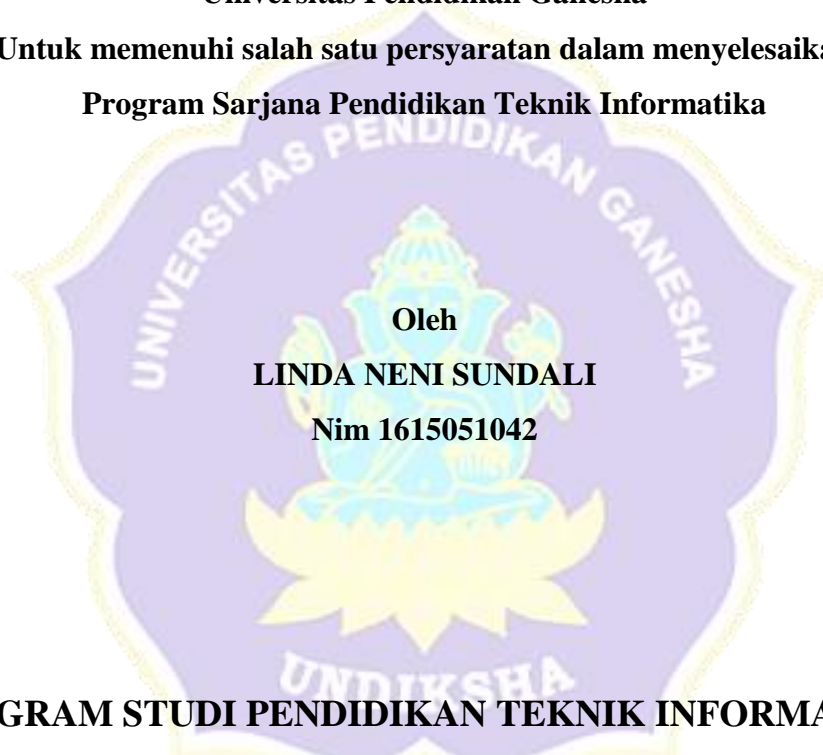 Untuk memenuhi salah satu persyaratan dalam menyelesaika
Program Sarjana Pendidikan Teknik Informatika
UNIVERSITAS PENDIDIKAN GANESHA
Oleh
LINDA NENI SUNDALI
Nim 1615051042
UNDIKSHA
GRAM STUDI PENDIDIKAN TEKNIK INFORMA